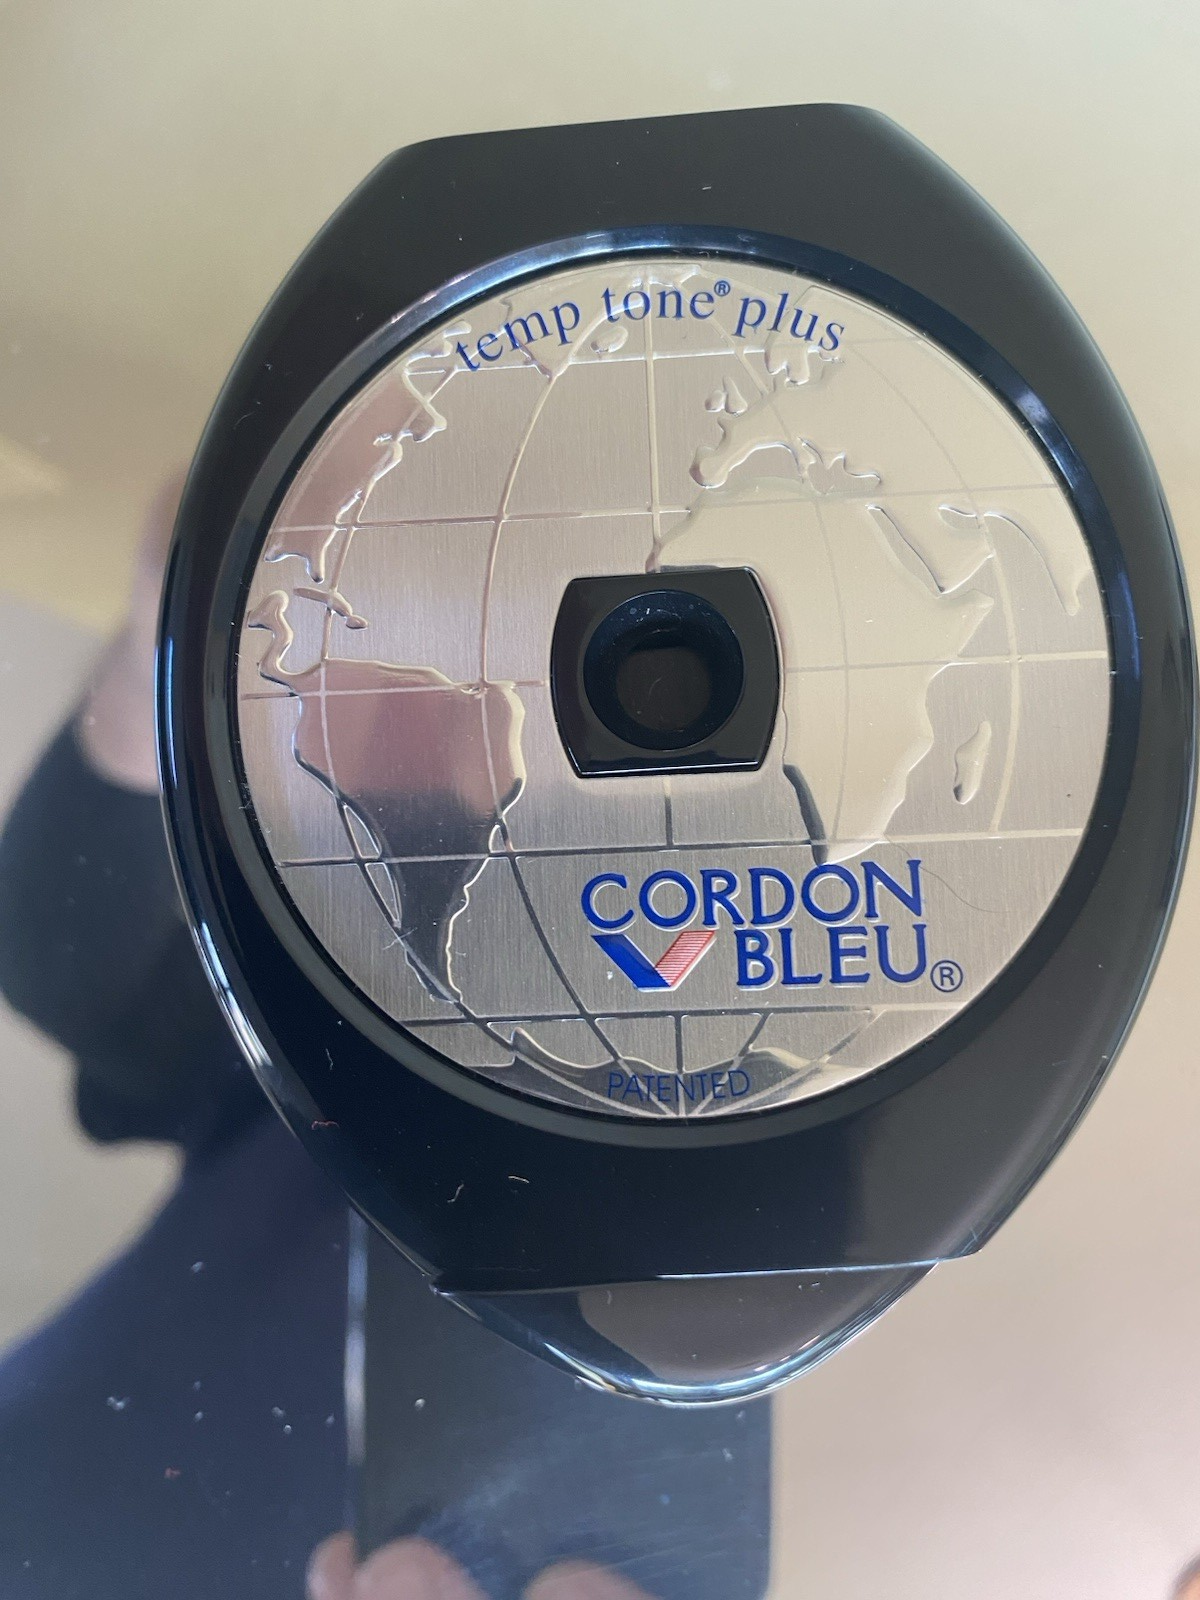 temp tone® plus
CORDON
BLEU®
PATENTED